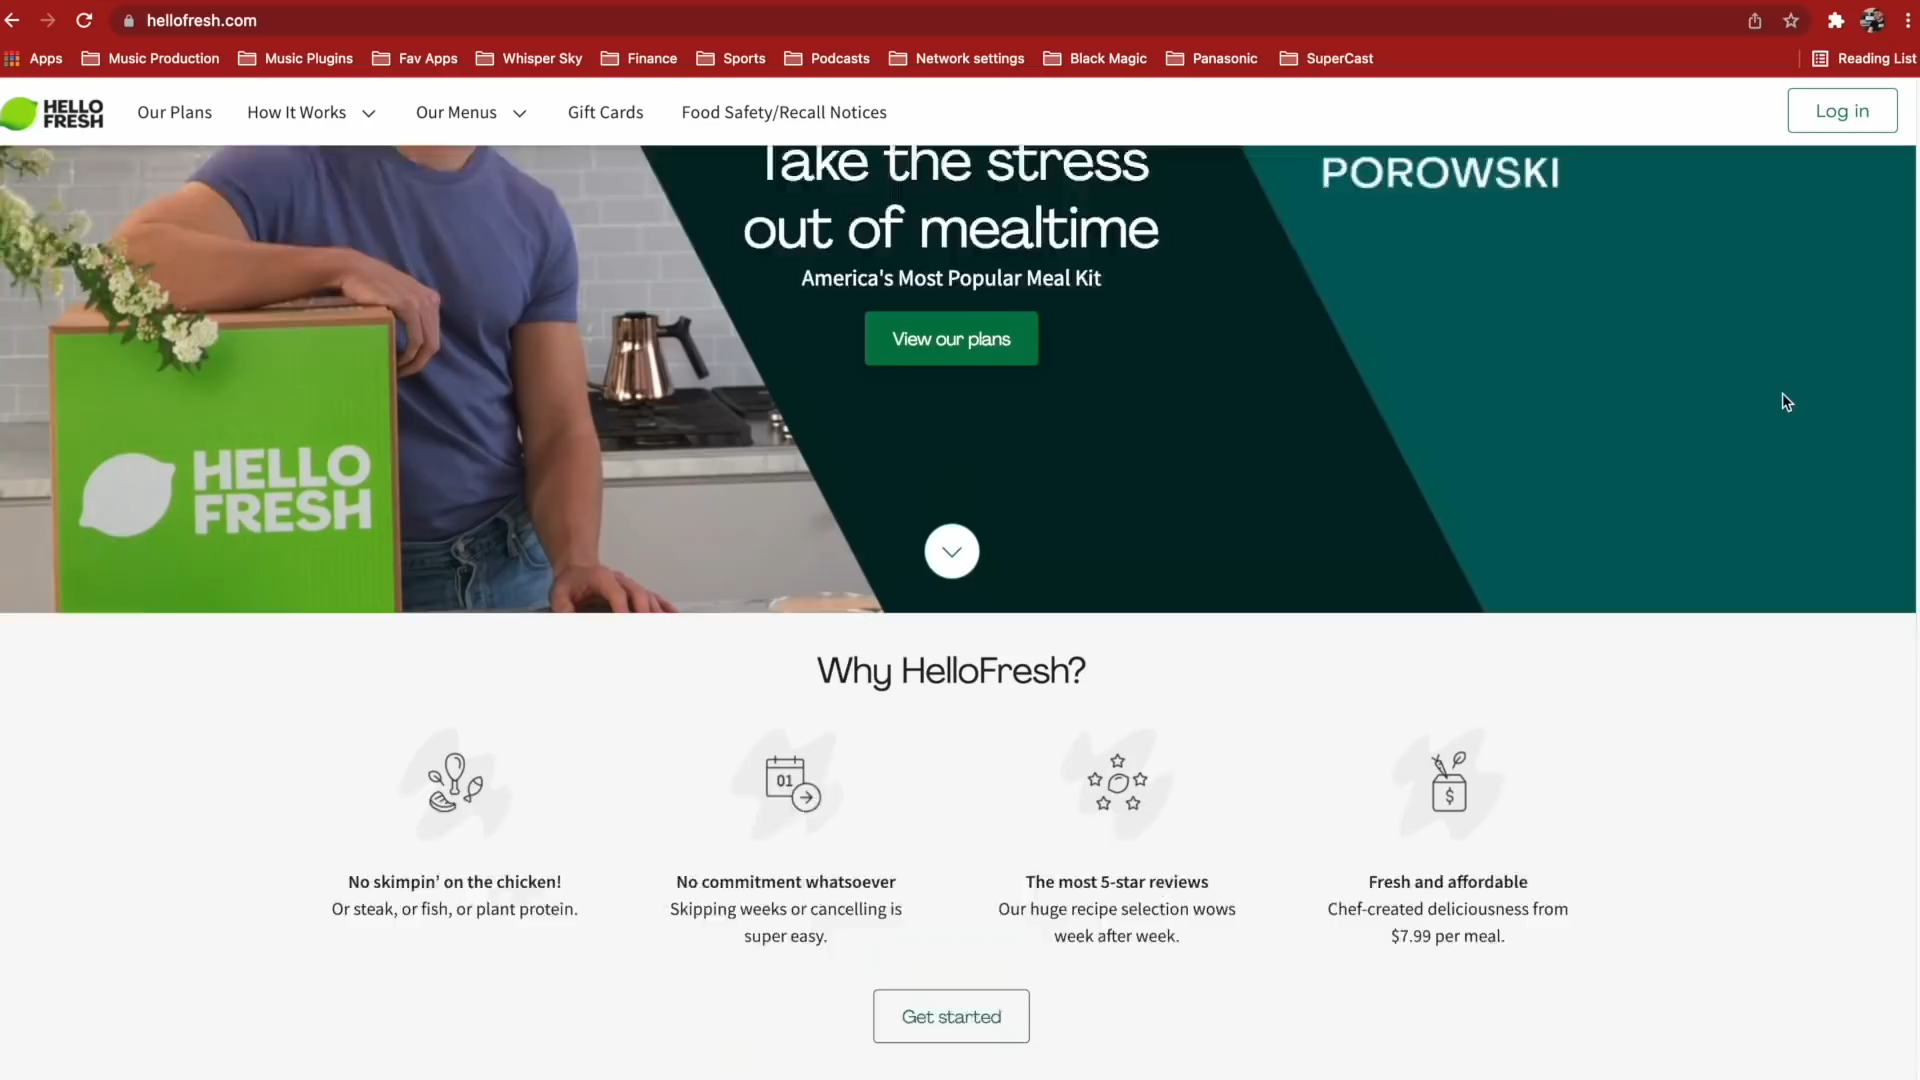 hellofresh.com
Apps Music Production Music Plugins Fav Apps Whisper Sky Finance Sports Podcasts Network settings Black Magic Panasonic SuperCast Reading List
HELLO
FRESH
Our Plans How It Works Our Menus Gift Cards Food Safety/Recall Notices Log in
Take the stress
out of mealtime
America's Most Popular Meal Kit
View our plans
POROWSKI
HELLO
FRESH
Why HelloFresh?
01
$
No skimpin’ on the chicken!
Or steak, or fish, or plant protein.
No commitment whatsoever
Skipping weeks or cancelling is
super easy.
The most 5-star reviews
Our huge recipe selection wows
week after week.
Fresh and affordable
Chef-created deliciousness from
$7.99 per meal.
Get started